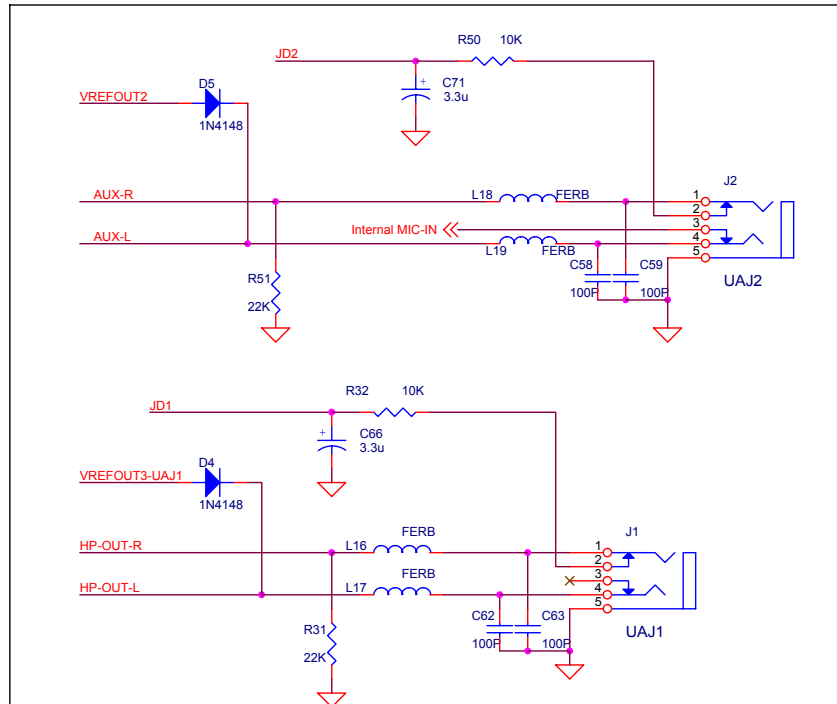 R50 10K
JD2
D5
C71
3.3u
VREFOUT2
1N4148
J2
AUX-R
L18 FERB
1
2
Internal MIC-IN
3
AUX-L
4
L19 FERB
5
C58 C59
R51
UAJ2
100P 100P
22K
R32 10K
JD1
C66
3.3u
D4
VREFOUT3-UAJ1
1N4148
FERB
J1
HP-OUT-R
L16
1
2
FERB
3
HP-OUT-L
L17
4
5
C62 C63
R31
UAJ1
100P 100P
22K